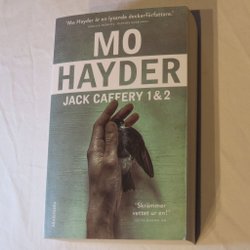 "Mo Hayder är en lysande deckarförfattare."
MO
HAYDER
JACK CAFFERY 1&2
"Skrämmer
vettet ur en!"